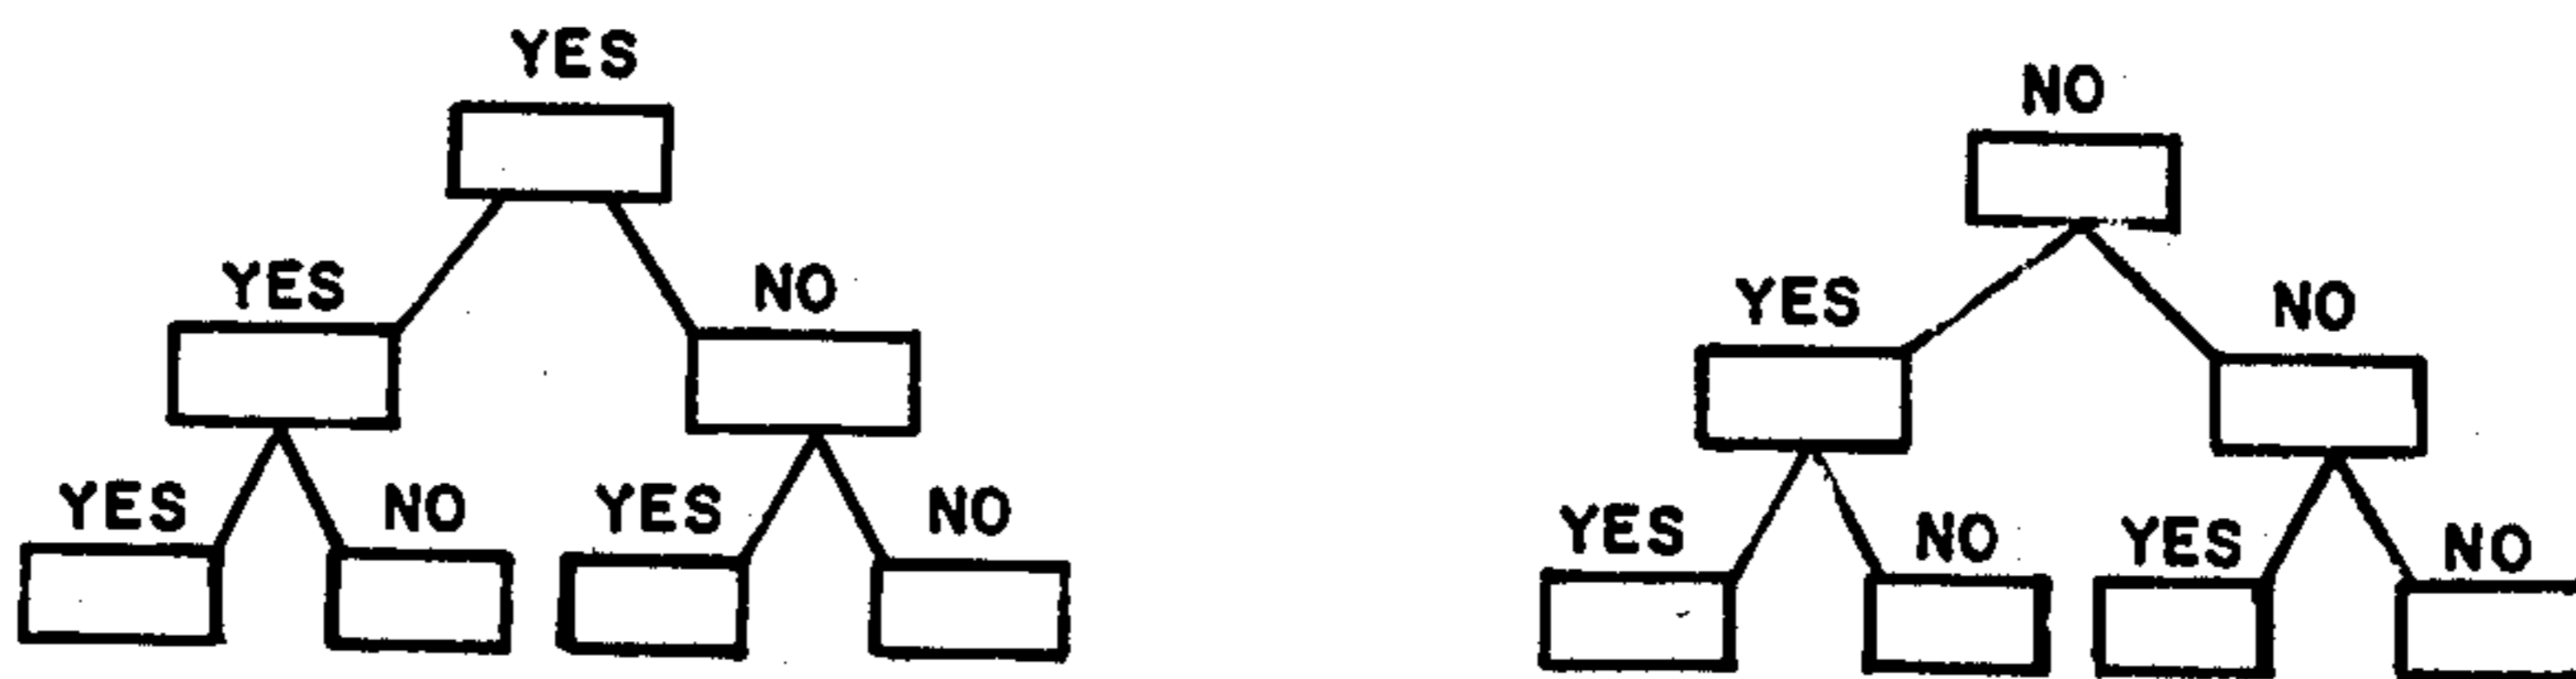 YES NO
YES NO YES NO
YES NO YES NO YES NO YES NO